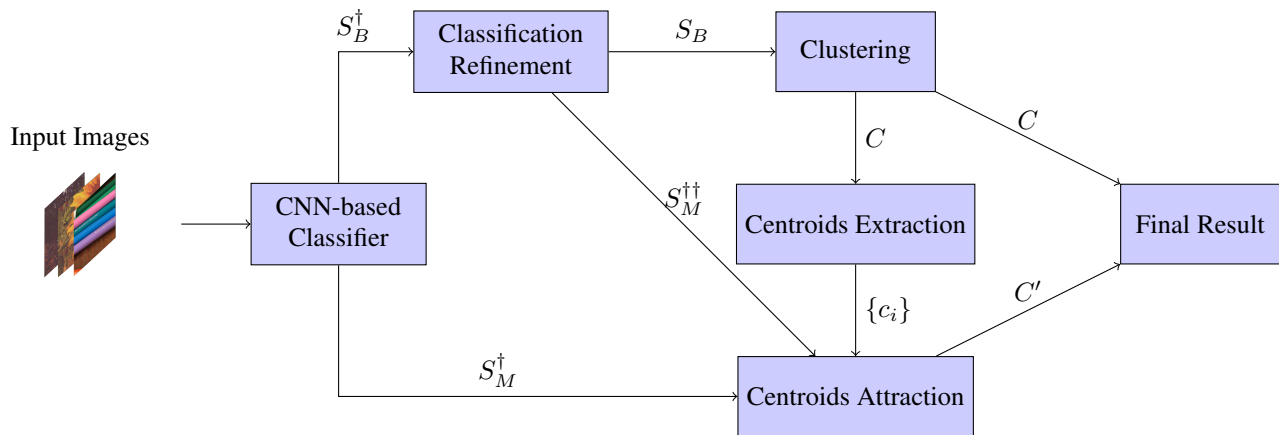 S_B^†
Classification
Refinement
S_B
Clustering
Input Images
C
C
CNN-based
Classifier
S_M^{††}
Centroids Extraction
Final Result
{c_i}
C′
S_M^†
Centroids Attraction